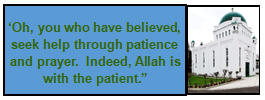 ‘Oh, you who have believed,
seek help through patience
and prayer.  Indeed, Allah is
with the patient.”